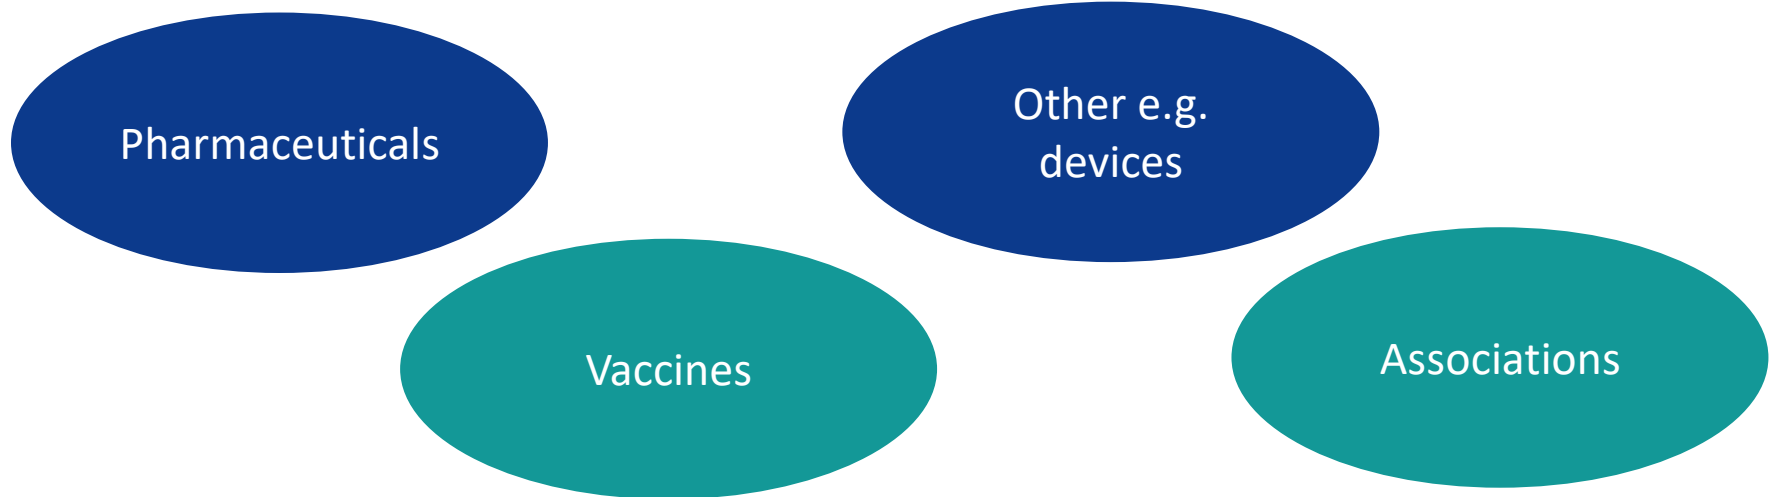 Pharmaceuticals
Other e.g.
devices
Vaccines
Associations